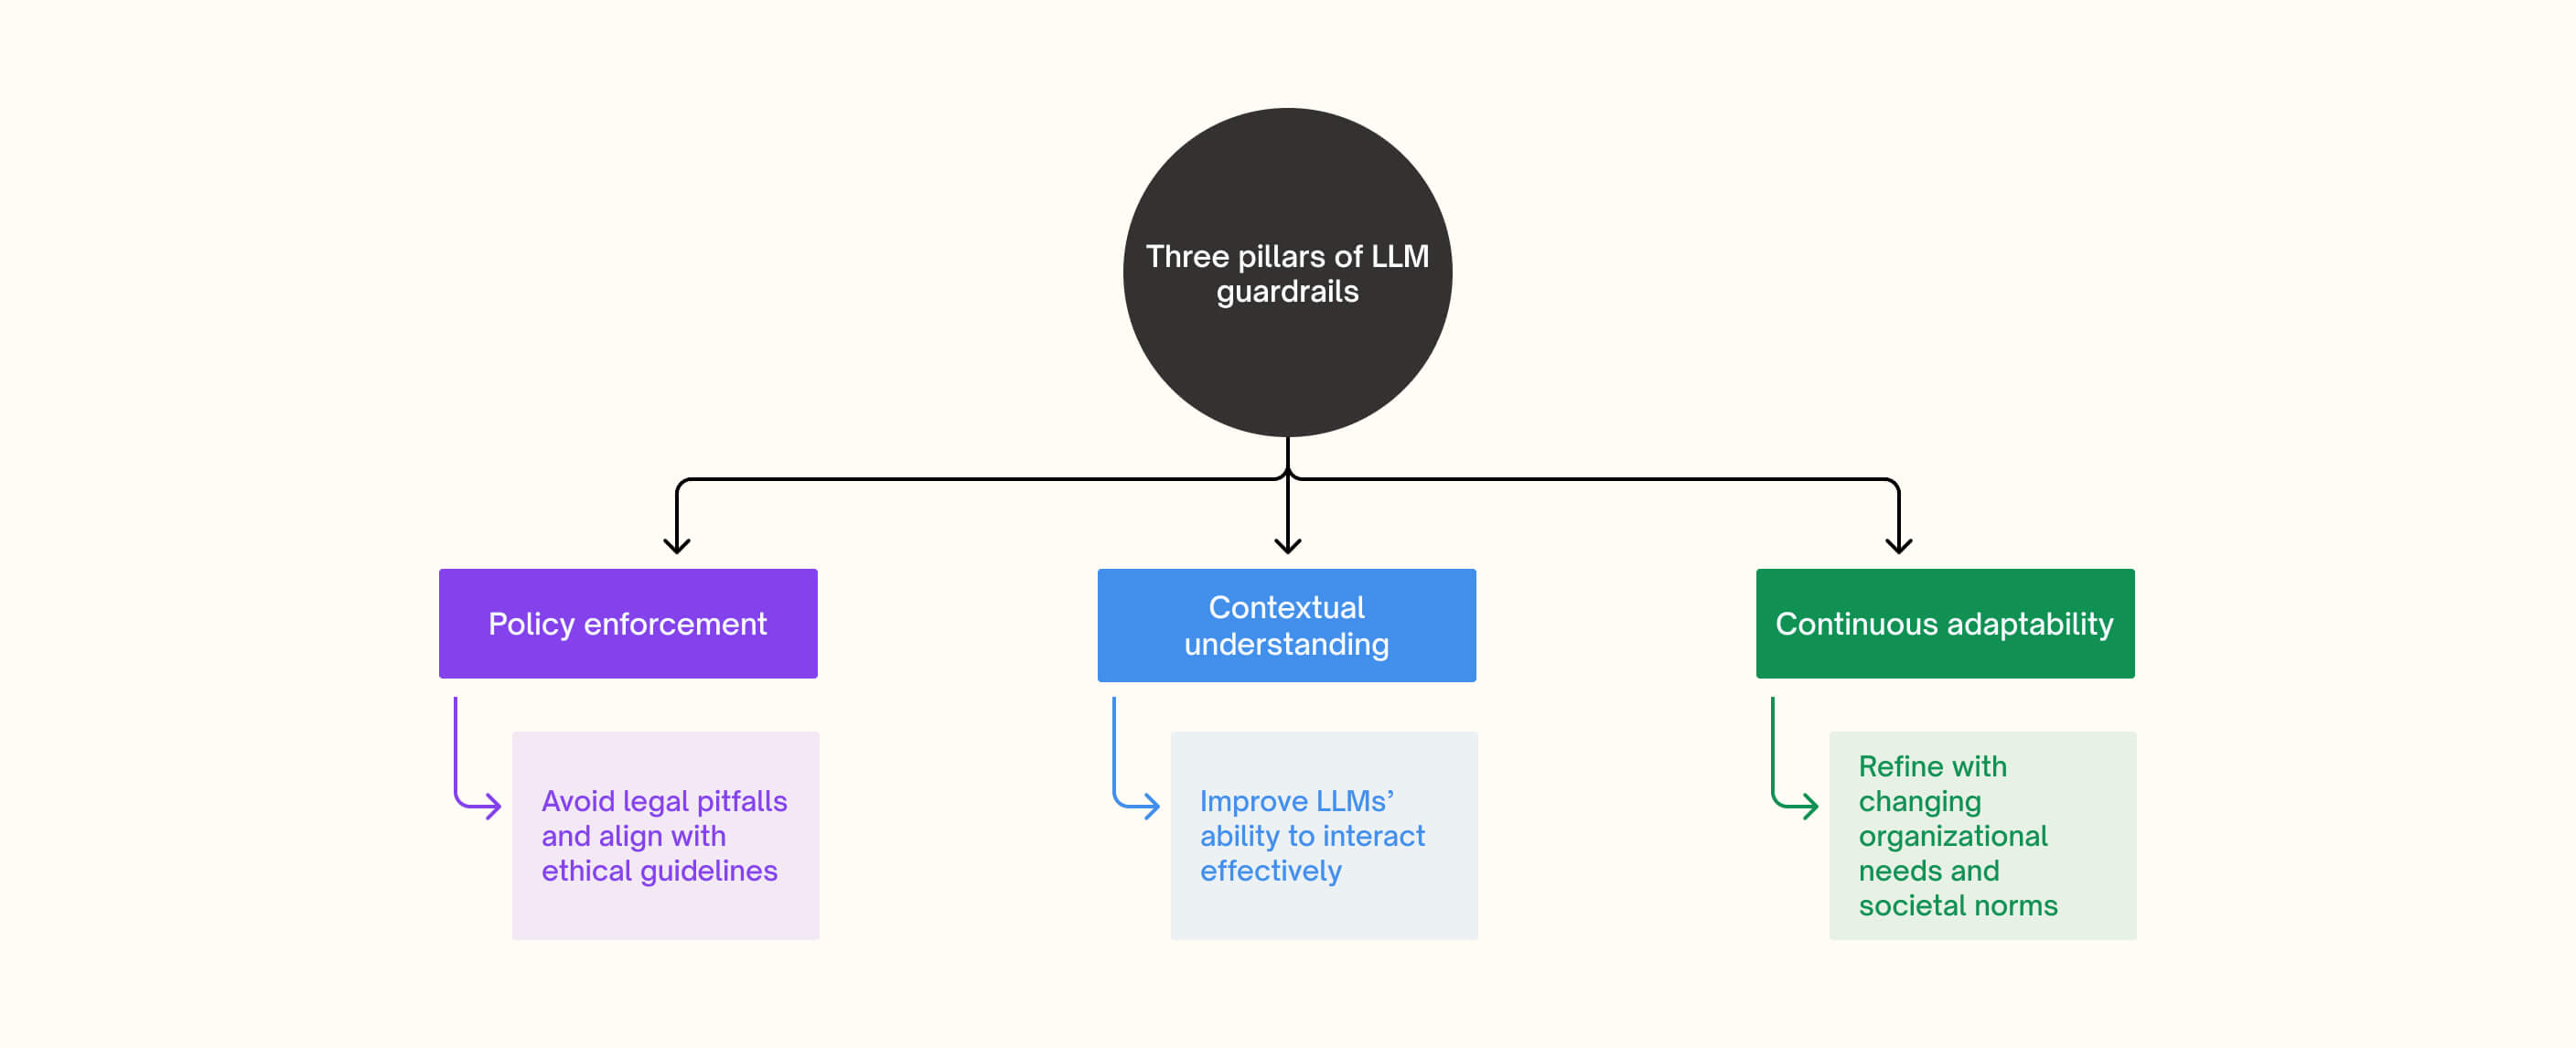 Three pillars of LLM
guardrails
Policy enforcement
Avoid legal pitfalls
and align with
ethical guidelines
Contextual
understanding
Improve LLMs’
ability to interact
effectively
Continuous adaptability
Refine with
changing
organizational
needs and
societal norms